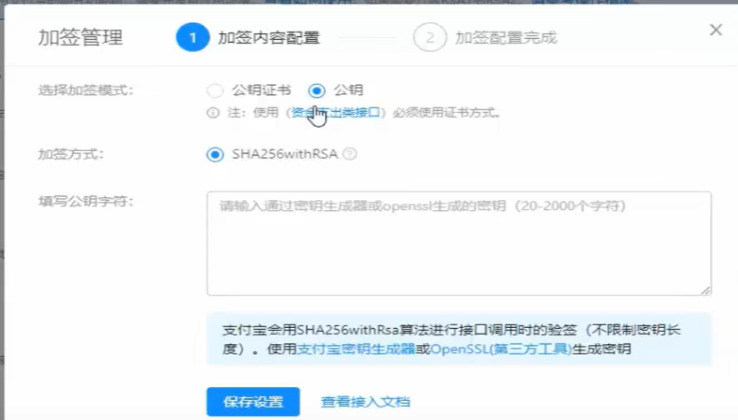 加签管理
1 加签内容配置
2 加签配置完成
选择加签模式：
公钥证书 公钥
注：使用（资金支出类接口）必须使用证书方式。
加签方式：
SHA256withRSA
填写公钥字符：
请输入通过密钥生成器或openssl生成的密钥（20-2000个字符）
支付宝会用SHA256withRsa算法进行接口调用时的验签（不限制密钥长
度）。使用支付宝密钥生成器或OpenSSL(第三方工具)生成密钥
保存设置 查看接入文档